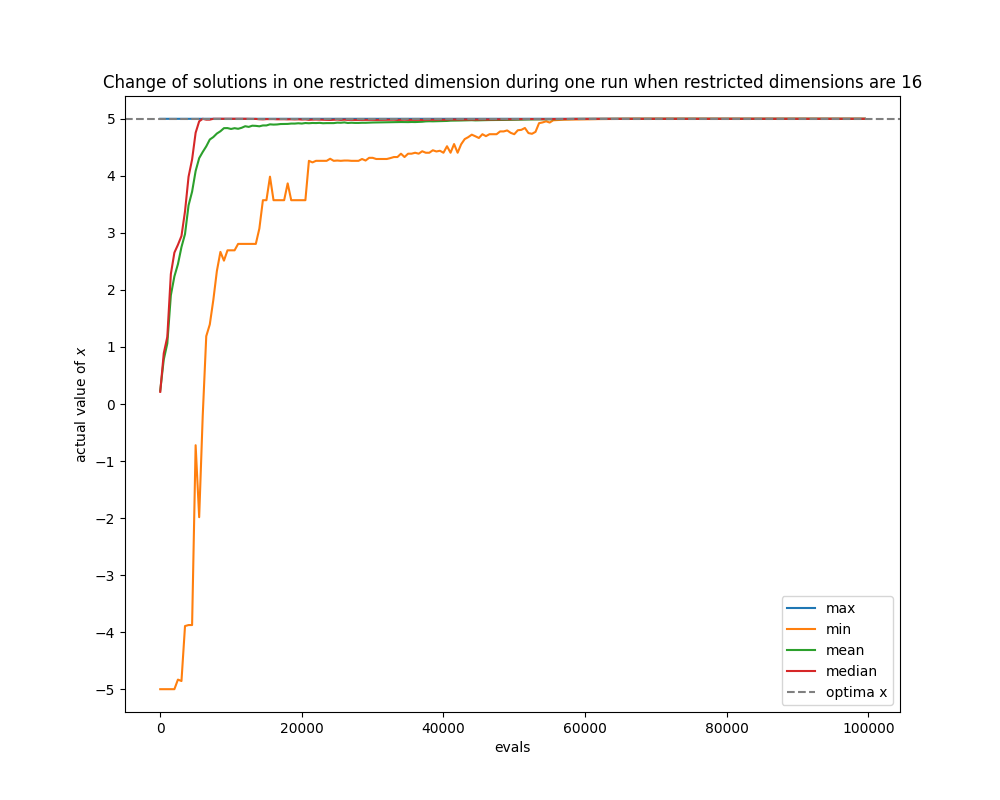 Change of solutions in one restricted dimension during one run when restricted dimensions are 16
5
4
3
2
1
0
−1
−2
−3
−4
−5
actual value of x
0 20000 40000 60000 80000 100000
evals
max
min
mean
median
optima x